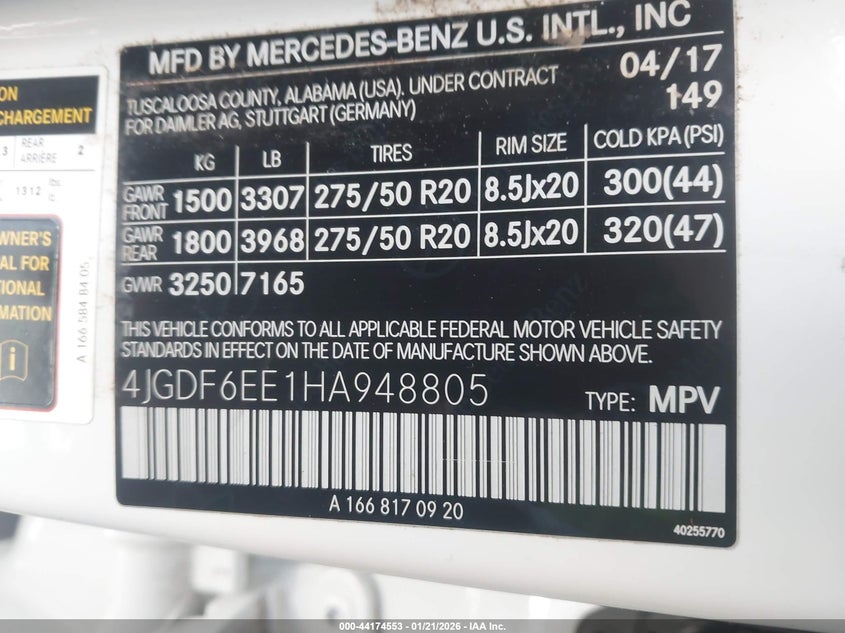 MFD BY MERCEDES-BENZ U.S. INTL., INC
TUSCALOOSA COUNTY, ALABAMA (USA). UNDER CONTRACT
FOR DAIMLER AG, STUTTGART (GERMANY)
04/17
149
KG LB TIRES RIM SIZE COLD KPA (PSI)
GAWR FRONT 1500 3307 275/50 R20 8.5Jx20 300(44)
GAWR REAR 1800 3968 275/50 R20 8.5Jx20 320(47)
GVWR 3250 7165
THIS VEHICLE CONFORMS TO ALL APPLICABLE FEDERAL MOTOR VEHICLE SAFETY
STANDARDS IN EFFECT ON THE DATE OF MANUFACTURE SHOWN ABOVE.
4JGDF6EE1HA948805 TYPE: MPV
A 166 817 09 20
40255770
ON
CHARGEMENT
3 REAR ARRIÈRE 2
1312 lbs.
WNER'S
AL FOR
TIONAL
MATION
i
A 166 584 84 05
000-44174553 - 01/21/2026 - IAA Inc.